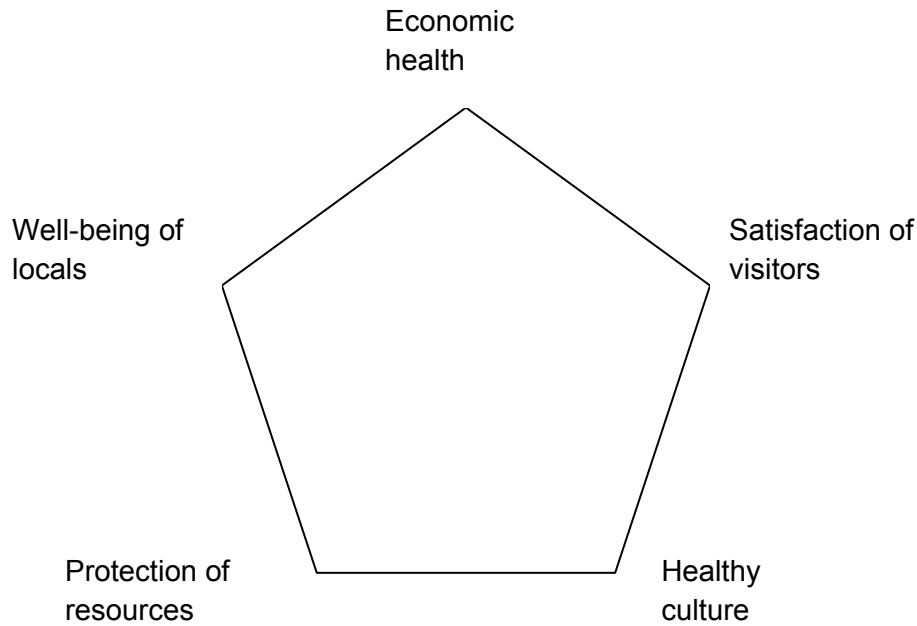 Economic
health
Well-being of
locals
Satisfaction of
visitors
Protection of
resources
Healthy
culture